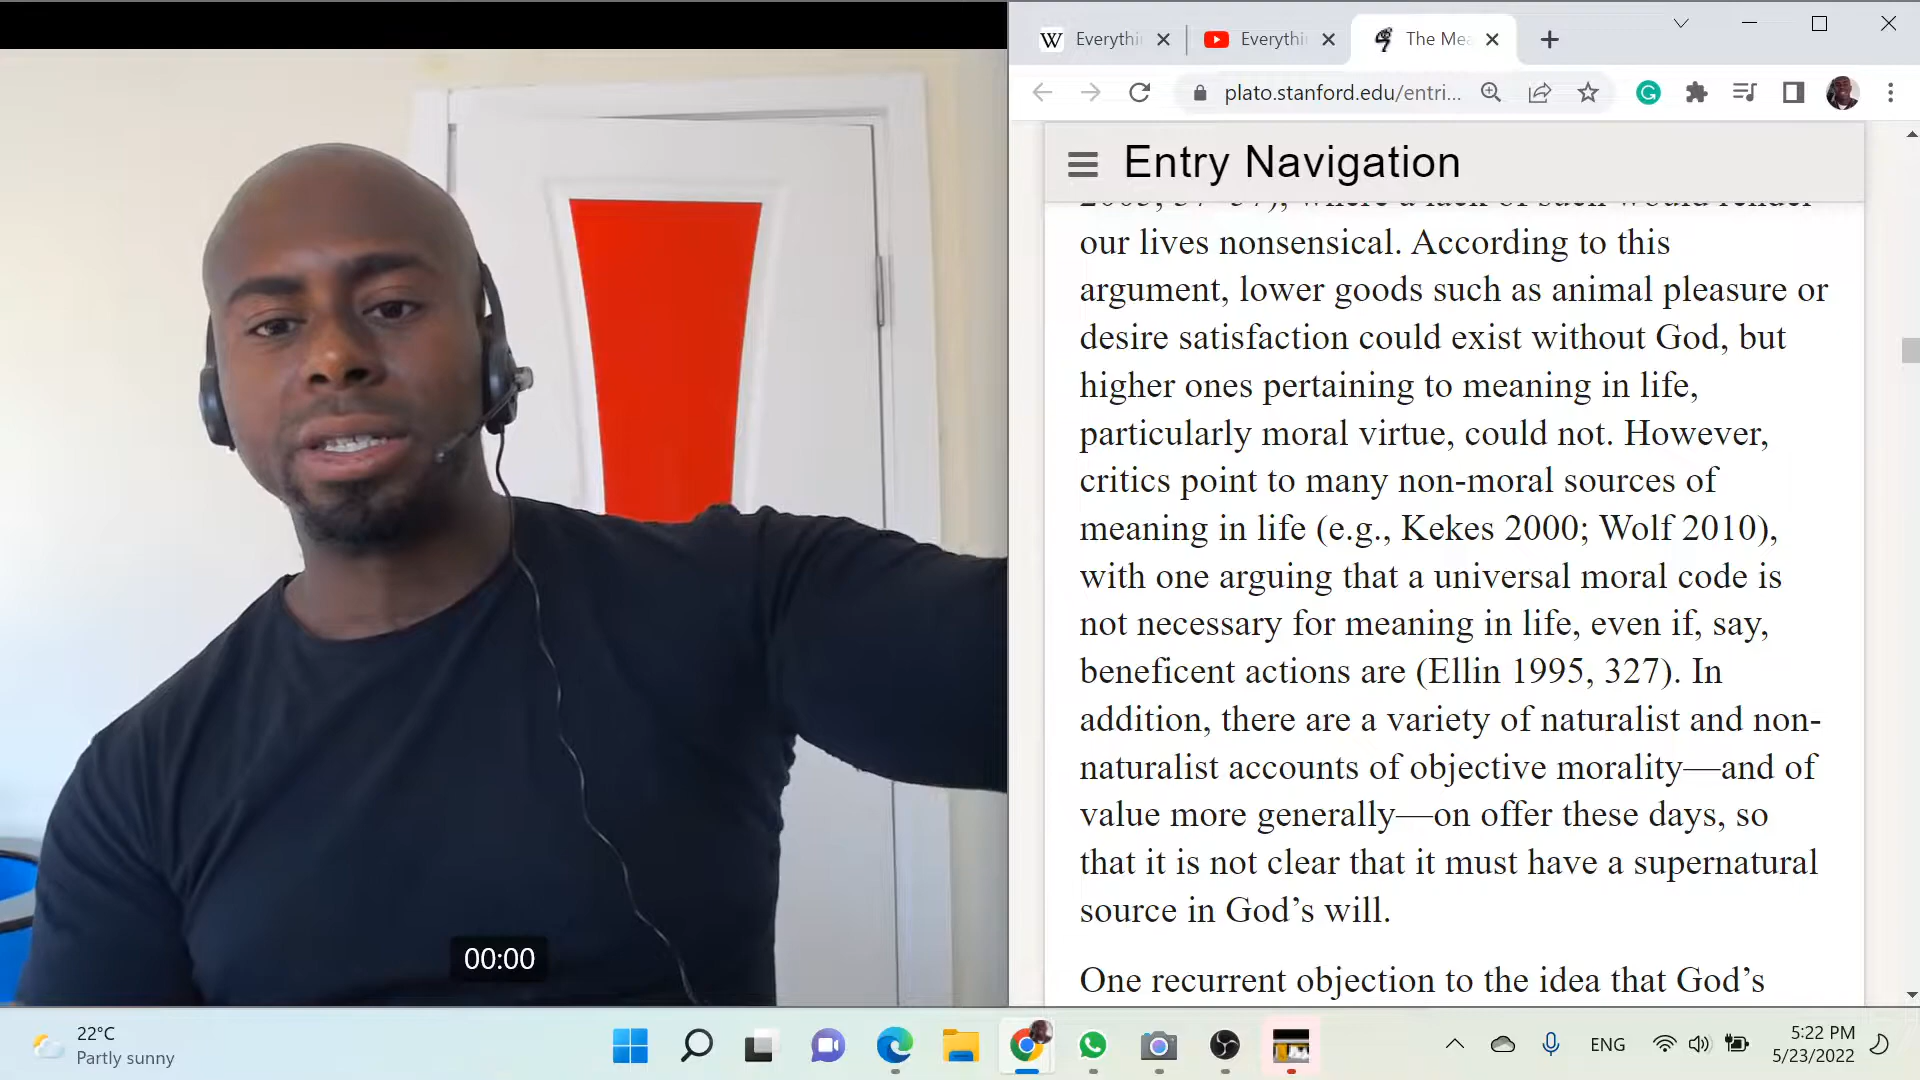 Everythi
Everythi
The Mea
plato.stanford.edu/entri...
Entry Navigation
our lives nonsensical. According to this
argument, lower goods such as animal pleasure or
desire satisfaction could exist without God, but
higher ones pertaining to meaning in life,
particularly moral virtue, could not. However,
critics point to many non-moral sources of
meaning in life (e.g., Kekes 2000; Wolf 2010),
with one arguing that a universal moral code is
not necessary for meaning in life, even if, say,
beneficent actions are (Ellin 1995, 327). In
addition, there are a variety of naturalist and non-
naturalist accounts of objective morality—and of
value more generally—on offer these days, so
that it is not clear that it must have a supernatural
source in God’s will.
One recurrent objection to the idea that God’s
00:00
22°C
Partly sunny
ENG
5:22 PM
5/23/2022